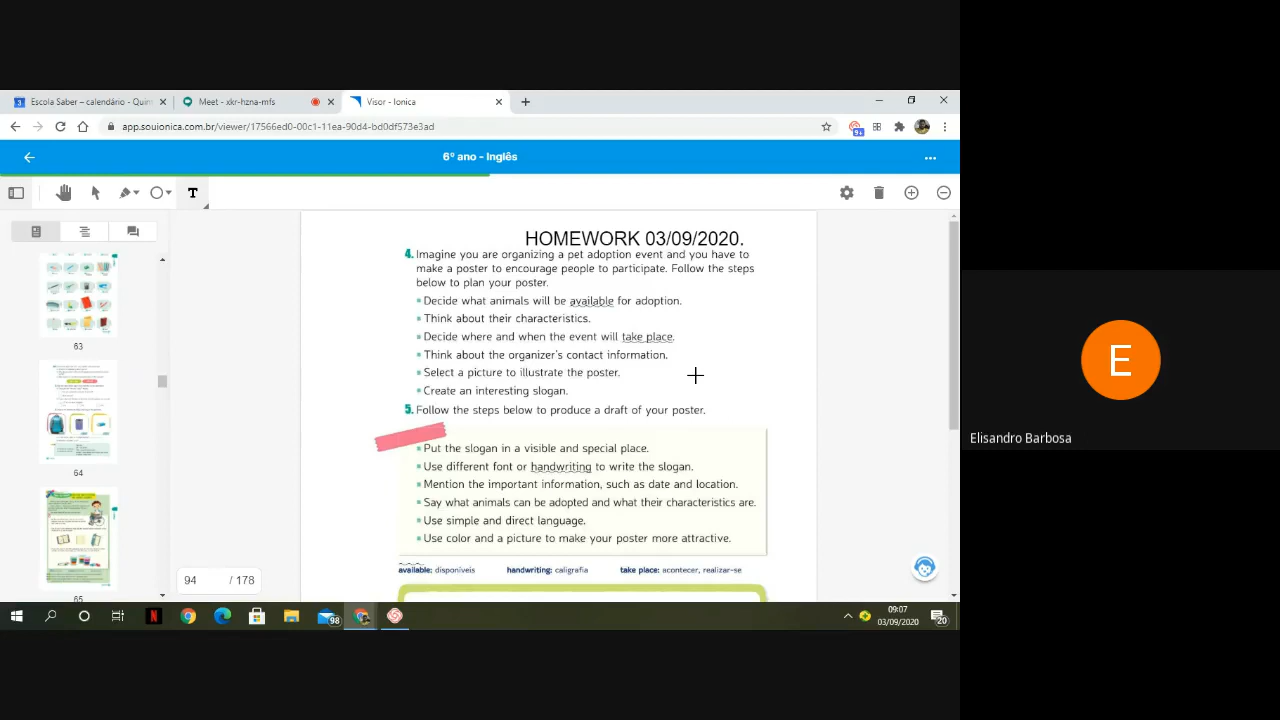 Escola Saber – calendário - Quin
Meet - xkr-hzna-mfs
Visor - Ionica
app.souionica.com.br/viewer/17566ed0-00c1-11ea-90d4-bd0df573e3ad
9+
6º ano - Inglês
T
HOMEWORK 03/09/2020.
4. Imagine you are organizing a pet adoption event and you have to
make a poster to encourage people to participate. Follow the steps
below to plan your poster.
Decide what animals will be available for adoption.
Think about their characteristics.
Decide where and when the event will take place.
Think about the organizer's contact information.
Select a picture to illustrate the poster.
Create an interesting slogan.
5. Follow the steps below to produce a draft of your poster.
Put the slogan in a visible and special place.
Use different font or handwriting to write the slogan.
Mention the important information, such as date and location.
Say what animals can be adopted and what their characteristics are.
Use simple and direct language.
Use color and a picture to make your poster more attractive.
available: disponíveis handwriting: caligrafia take place: acontecer, realizar-se
63
64
65
94 / 178
E
Elisandro Barbosa
98
09:07
03/09/2020
20